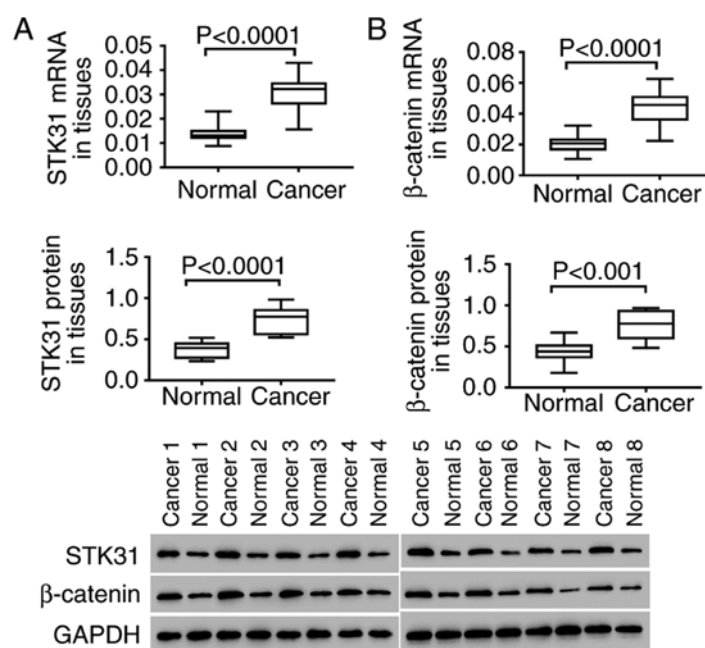 A
STK31 mRNA
in tissues
0.05
0.04
0.03
0.02
0.01
0.00
P<0.0001
Normal Cancer
B
β-catenin mRNA
in tissues
0.08
0.06
0.04
0.02
0.00
P<0.0001
Normal Cancer
STK31 protein
in tissues
1.5
1.0
0.5
0.0
P<0.0001
Normal Cancer
β-catenin protein
in tissues
1.5
1.0
0.5
0.0
P<0.001
Normal Cancer
Cancer 1
Normal 1
Cancer 2
Normal 2
Cancer 3
Normal 3
Cancer 4
Normal 4
Cancer 5
Normal 5
Cancer 6
Normal 6
Cancer 7
Normal 7
Cancer 8
Normal 8
STK31
β-catenin
GAPDH